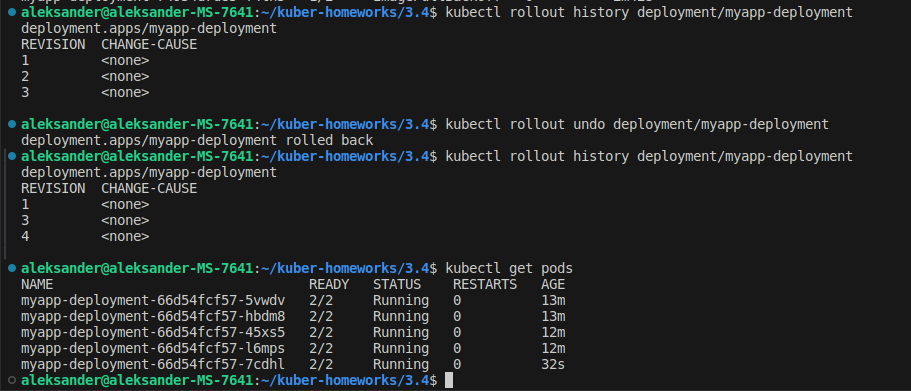 aleksander@aleksander-MS-7641:~/kuber-homeworks/3.4$ kubectl rollout history deployment/myapp-deployment
deployment.apps/myapp-deployment
REVISION  CHANGE-CAUSE
1         <none>
2         <none>
3         <none>
aleksander@aleksander-MS-7641:~/kuber-homeworks/3.4$ kubectl rollout undo deployment/myapp-deployment
deployment.apps/myapp-deployment rolled back
aleksander@aleksander-MS-7641:~/kuber-homeworks/3.4$ kubectl rollout history deployment/myapp-deployment
deployment.apps/myapp-deployment
REVISION  CHANGE-CAUSE
1         <none>
3         <none>
4         <none>
aleksander@aleksander-MS-7641:~/kuber-homeworks/3.4$ kubectl get pods
NAME                                READY   STATUS    RESTARTS   AGE
myapp-deployment-66d54fcf57-5vwdv   2/2     Running   0          13m
myapp-deployment-66d54fcf57-hbdm8   2/2     Running   0          13m
myapp-deployment-66d54fcf57-45xs5   2/2     Running   0          12m
myapp-deployment-66d54fcf57-l6mps   2/2     Running   0          12m
myapp-deployment-66d54fcf57-7cdhl   2/2     Running   0          32s
aleksander@aleksander-MS-7641:~/kuber-homeworks/3.4$